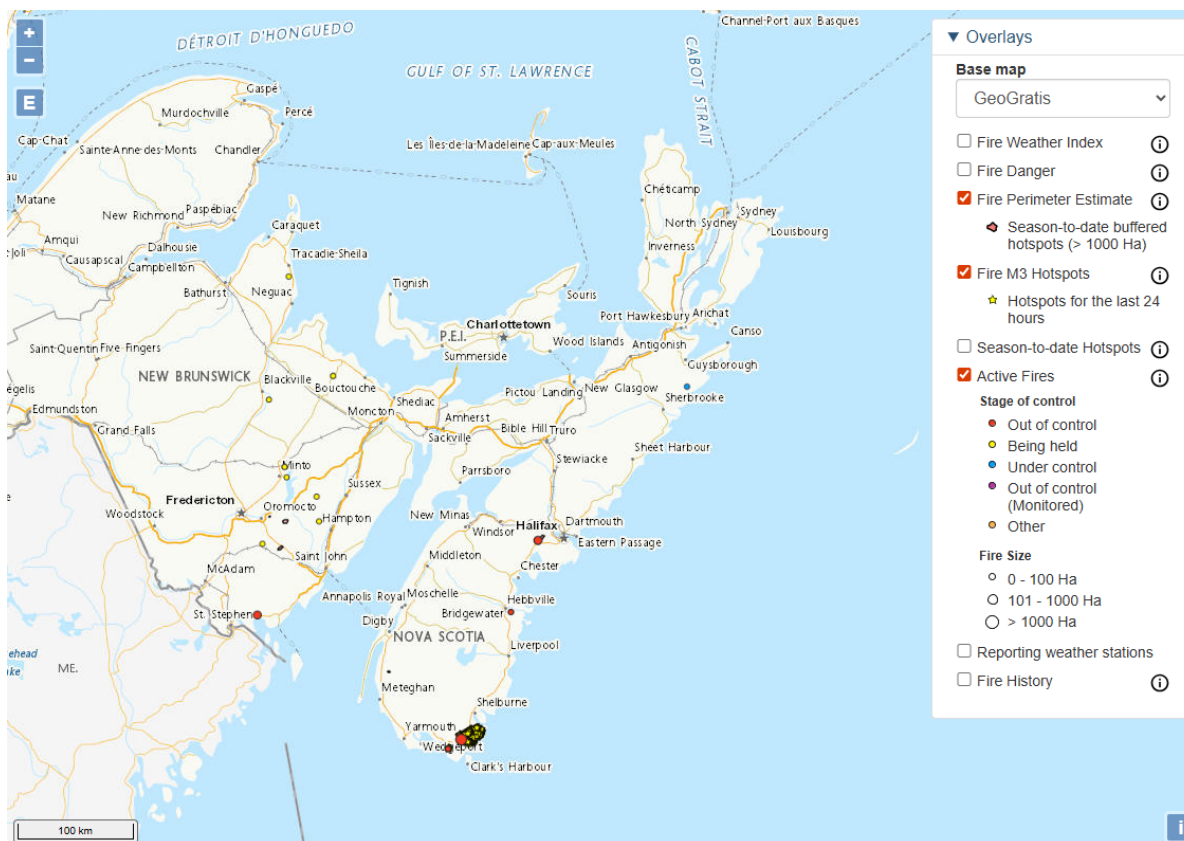 DÉTROIT D'HONGUEDO
Channel-Port aux Basques
GULF OF ST. LAWRENCE
CABOT STRAIT
+
−
E
Gaspé
Murdochville
Percé
Cap-Chat
Sainte-Anne-des-Monts
Chandler
Les Îles-de-la-Madeleine
Cap-aux-Meules
au
Matane
New Richmond
Paspébiac
Chéticamp
North Sydney
Sydney
Louisbourg
Amqui
Causapscal
Dalhousie
Campbellton
Caraquet
Tracadie-Sheila
Inverness
Bathurst
Neguac
Tignish
Souris
Port Hawkesbury
Arichat
Canso
Charlottetown
P.E.I.
Summerside
Wood Islands
Antigonish
Guysborough
Saint-Quentin
Five-Fingers
NEW BRUNSWICK
Blackville
Bouctouche
Shediac
Pictou Landing
New Glasgow
Sherbrooke
Edmundston
Grand Falls
Moncton
Amherst
Sackville
Bible Hill
Truro
Sheet Harbour
Minto
Sussex
Parrsboro
Stewiacke
Fredericton
Oromocto
Woodstock
Hampton
New Minas
Windsor
Halifax
Dartmouth
Eastern Passage
Saint John
McAdam
Middleton
Chester
Annapolis Royal
Moschelle
Hebbville
St. Stephen
Digby
Bridgewater
NOVA SCOTIA
Liverpool
ME.
Meteghan
Shelburne
Yarmouth
Wedgeport
Clark's Harbour
100 km
▼ Overlays
Base map
GeoGratis
Fire Weather Index
Fire Danger
Fire Perimeter Estimate
Season-to-date buffered
hotspots (> 1000 Ha)
Fire M3 Hotspots
Hotspots for the last 24
hours
Season-to-date Hotspots
Active Fires
Stage of control
Out of control
Being held
Under control
Out of control
(Monitored)
Other
Fire Size
0 - 100 Ha
101 - 1000 Ha
> 1000 Ha
Reporting weather stations
Fire History
i